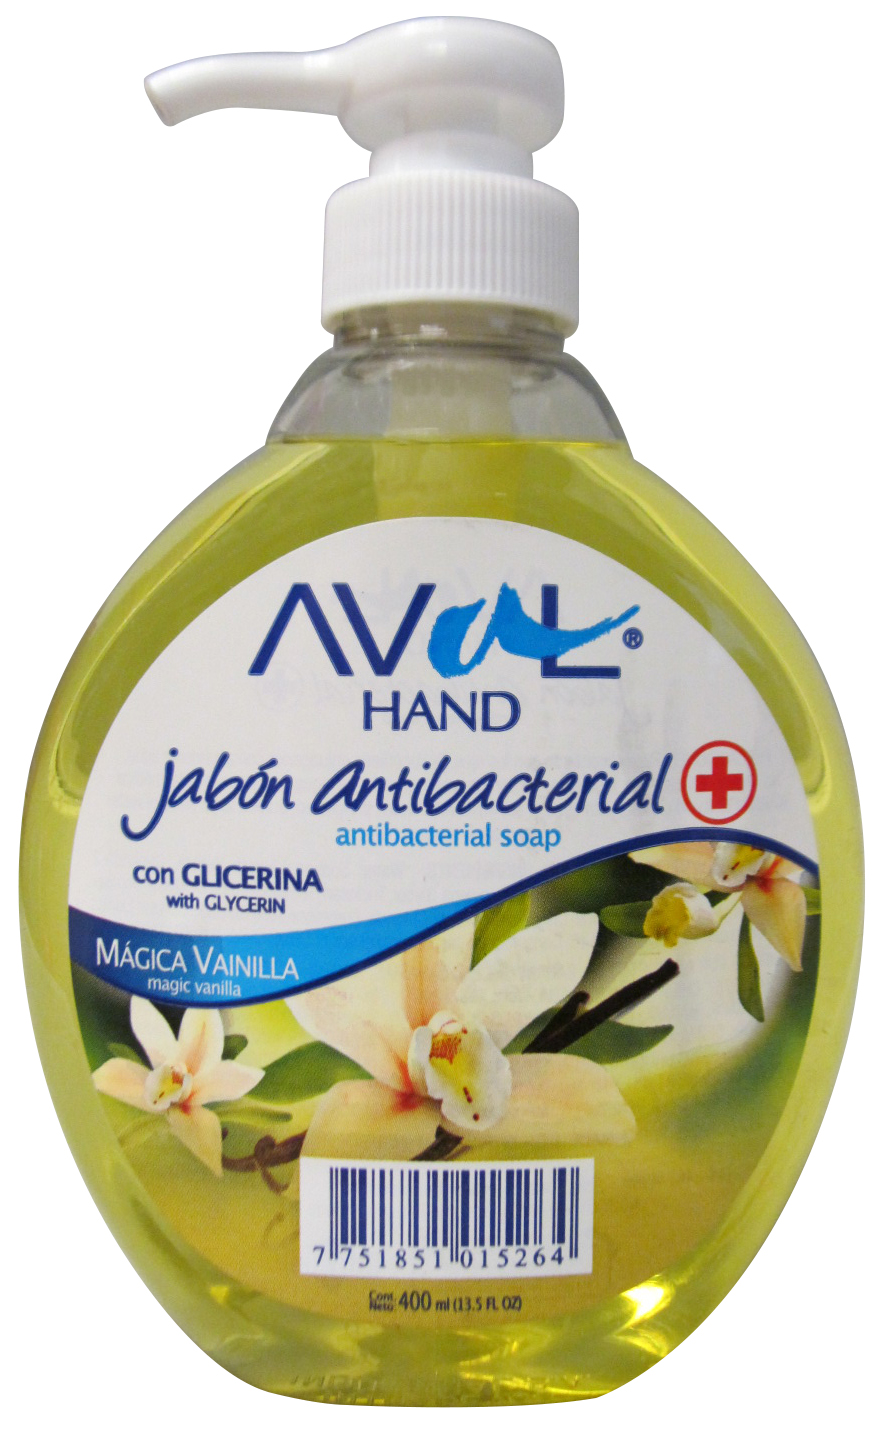 AVAL®
HAND
jabón antibacterial
antibacterial soap
con GLICERINA
with GLYCERIN
MÁGICA VAINILLA
magic vanilla
7 751851 015264
Cont. Neto: 400 ml (13.5 FL OZ)